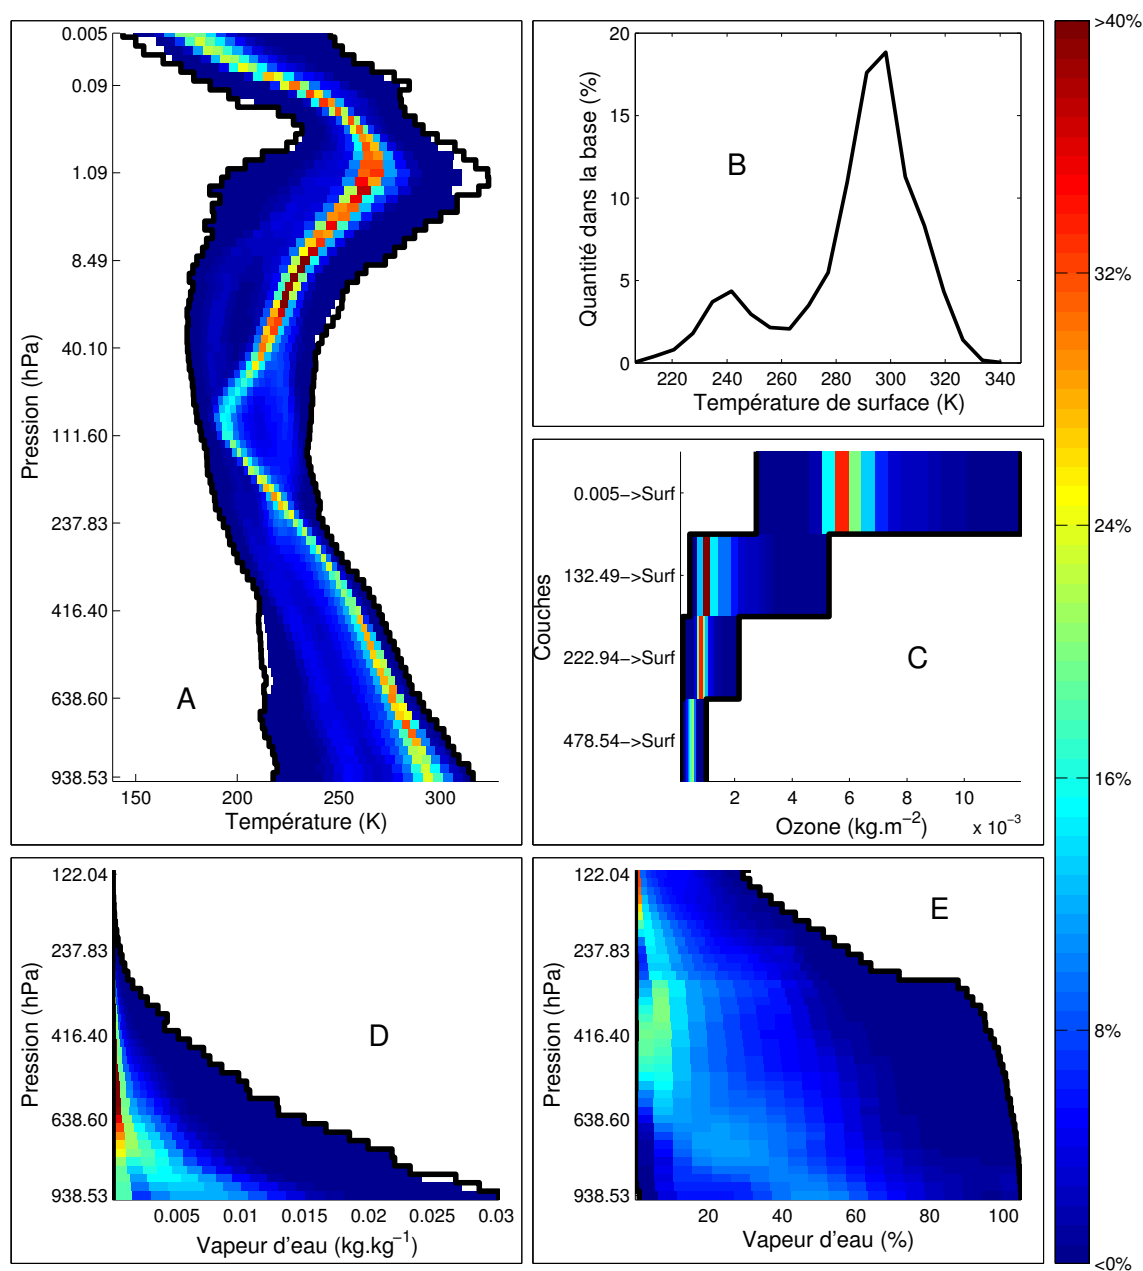 0.005
0.09
1.09
8.49
40.10
111.60
237.83
416.40
638.60
938.53
Pression (hPa)
A
150
200
250
300
Température (K)
20
15
10
5
0
Quantité dans la base (%)
B
220
240
260
280
300
320
340
Température de surface (K)
0.005−>Surf
132.49−>Surf
222.94−>Surf
478.54−>Surf
Couches
C
2
4
6
8
10
x 10−3
Ozone (kg.m−2)
122.04
237.83
416.40
638.60
938.53
Pression (hPa)
D
0.005
0.01
0.015
0.02
0.025
0.03
Vapeur d'eau (kg.kg−1)
122.04
237.83
416.40
638.60
938.53
Pression (hPa)
E
20
40
60
80
100
Vapeur d'eau (%)
>40%
32%
24%
16%
8%
<0%